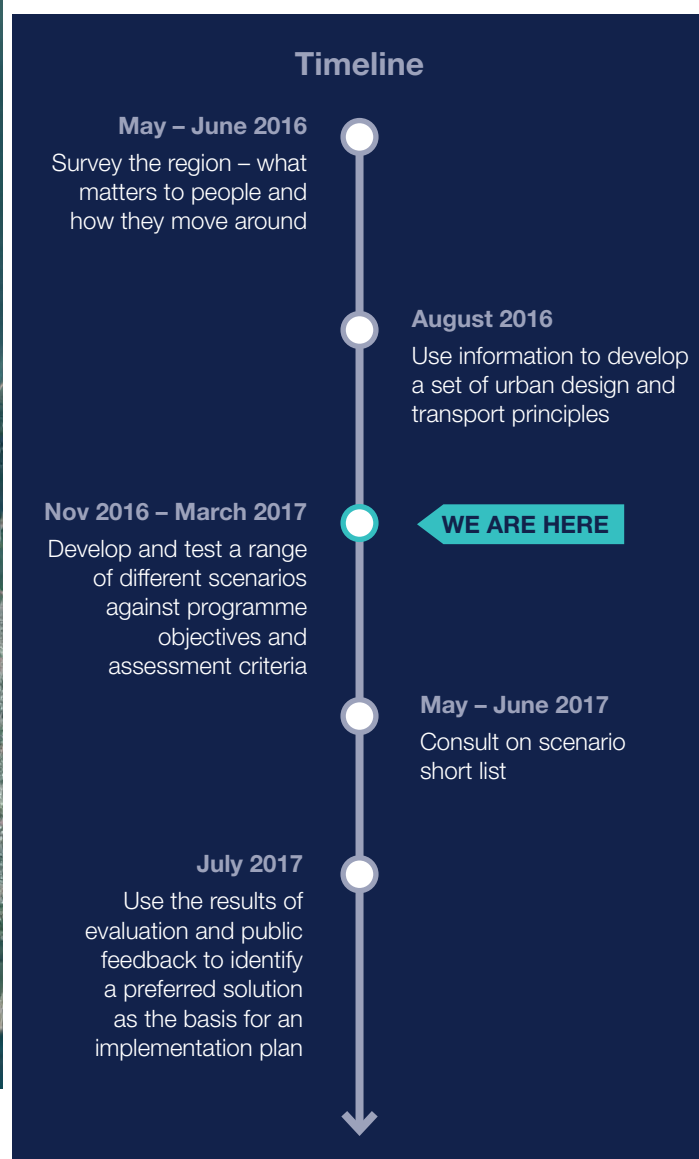 Timeline
May – June 2016
Survey the region – what
matters to people and
how they move around
August 2016
Use information to develop
a set of urban design and
transport principles
Nov 2016 – March 2017
Develop and test a range
of different scenarios
against programme
objectives and
assessment criteria
WE ARE HERE
May – June 2017
Consult on scenario
short list
July 2017
Use the results of
evaluation and public
feedback to identify
a preferred solution
as the basis for an
implementation plan